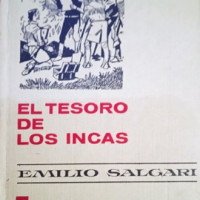 EL TESORO
DE
LOS INCAS
EMILIO SALGARI